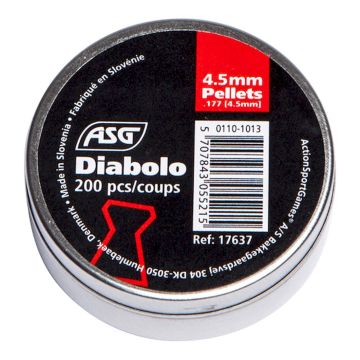 4.5mm
Pellets
.177 [4.5mm]
ASG
Diabolo
200 pcs/coups
0110-1013
5 707843 055215
Ref: 17637
• Made in Slovenia • Fabriqué en Slovénie
ActionSportGames® A/S Bakkegaardsvej 304 DK-3050 Humlebaek, Denmark